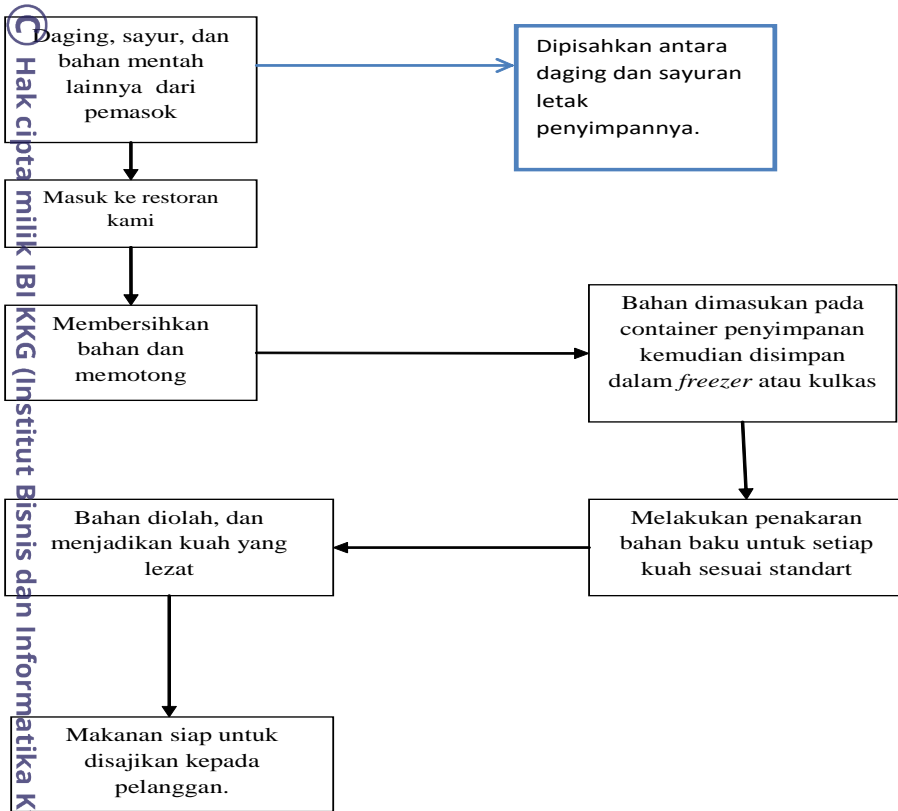 Daging, sayur, dan
bahan mentah
lainnya dari
pemasok
Dipisahkan antara
daging dan sayuran
letak
penyimpannya.
Masuk ke restoran
kami
Membersihkan
bahan dan
memotong
Bahan dimasukan pada
container penyimpanan
kemudian disimpan
dalam freezer atau kulkas
Melakukan penakaran
bahan baku untuk setiap
kuah sesuai standart
Bahan diolah, dan
menjadikan kuah yang
lezat
Makanan siap untuk
disajikan kepada
pelanggan.
© Hak cipta milik IBI KKG (Institut Bisnis dan Informatika K